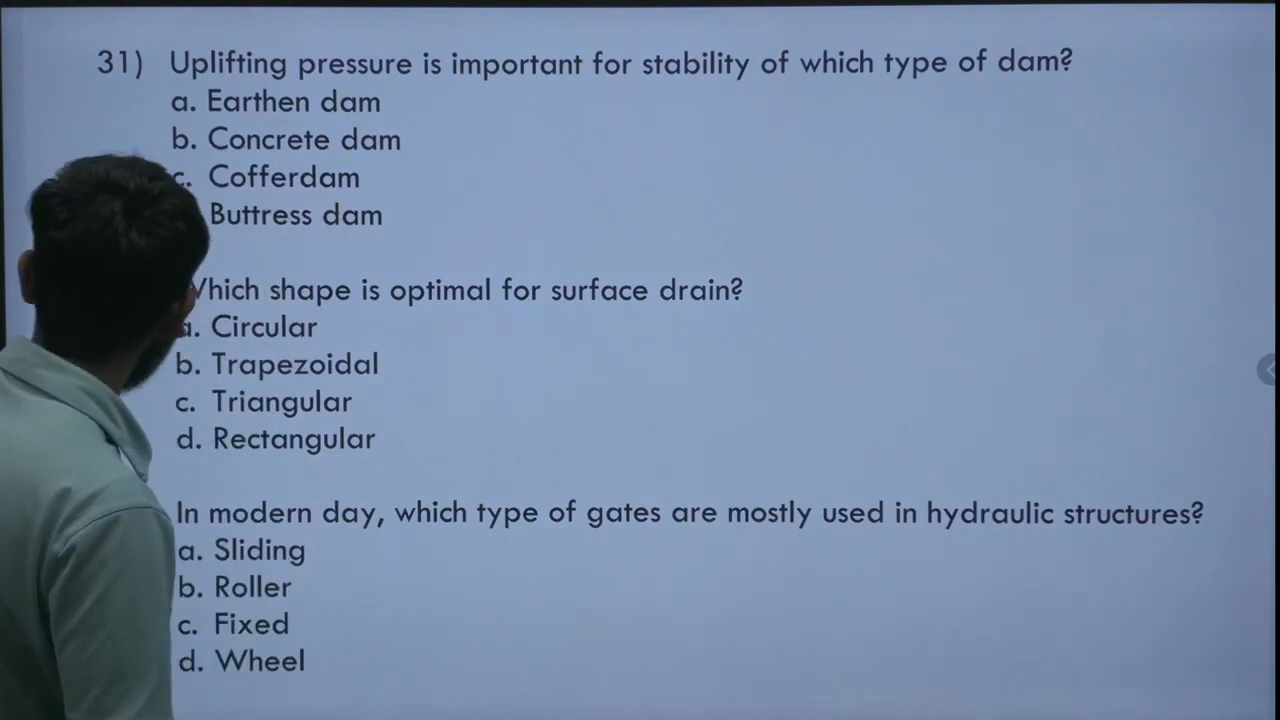 31) Uplifting pressure is important for stability of which type of dam?
a. Earthen dam
b. Concrete dam
c. Cofferdam
Buttress dam
Which shape is optimal for surface drain?
a. Circular
b. Trapezoidal
c. Triangular
d. Rectangular
In modern day, which type of gates are mostly used in hydraulic structures?
a. Sliding
b. Roller
c. Fixed
d. Wheel